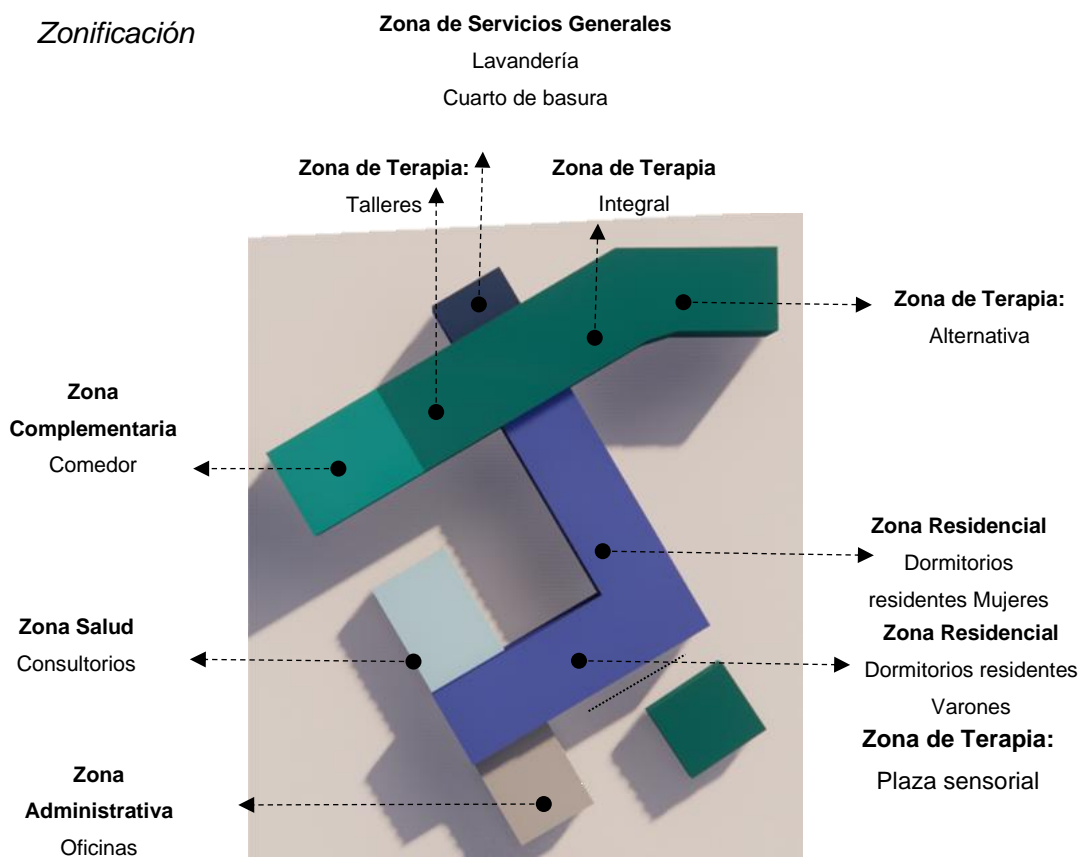 Zonificación
Zona de Servicios Generales
Lavandería
Cuarto de basura
Zona de Terapia:
Talleres
Zona de Terapia
Integral
Zona de Terapia:
Alternativa
Zona
Complementaria
Comedor
Zona Residencial
Dormitorios
residentes Mujeres
Zona Salud
Consultorios
Zona Residencial
Dormitorios residentes
Varones
Zona de Terapia:
Plaza sensorial
Zona
Administrativa
Oficinas